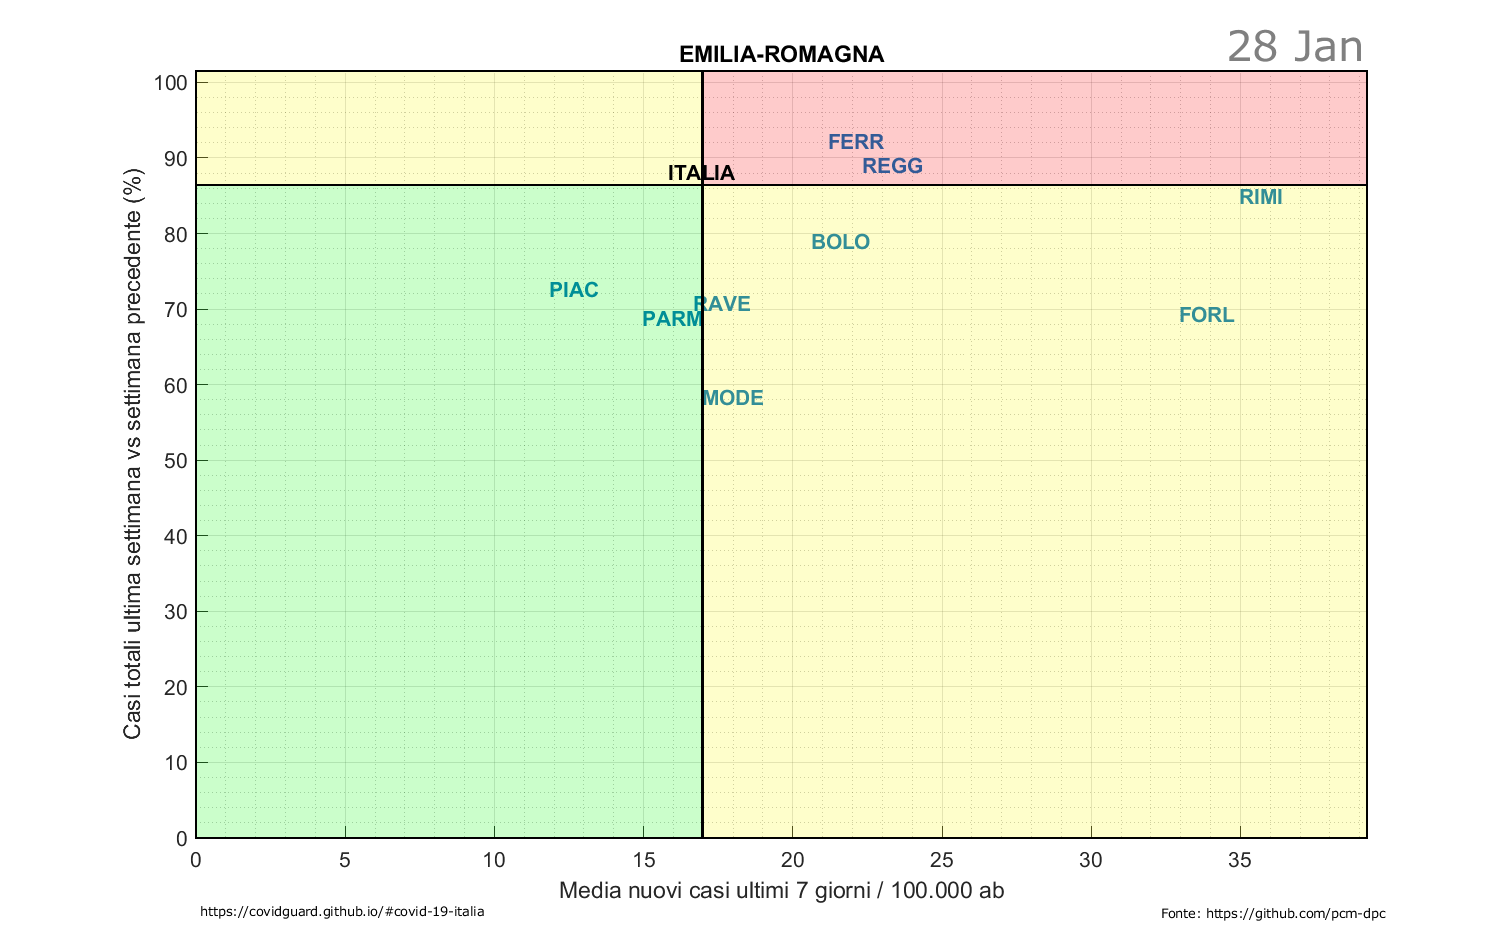 28 Jan
EMILIA-ROMAGNA
Casi totali ultima settimana vs settimana precedente (%)
100
90
80
70
60
50
40
30
20
10
0
FERR
REGG
ITALIA
RIMI
BOLO
PIAC
RAVE
PARM
FORL
MODE
0 5 10 15 20 25 30 35
Media nuovi casi ultimi 7 giorni / 100.000 ab
https://covidguard.github.io/#covid-19-italia
Fonte: https://github.com/pcm-dpc